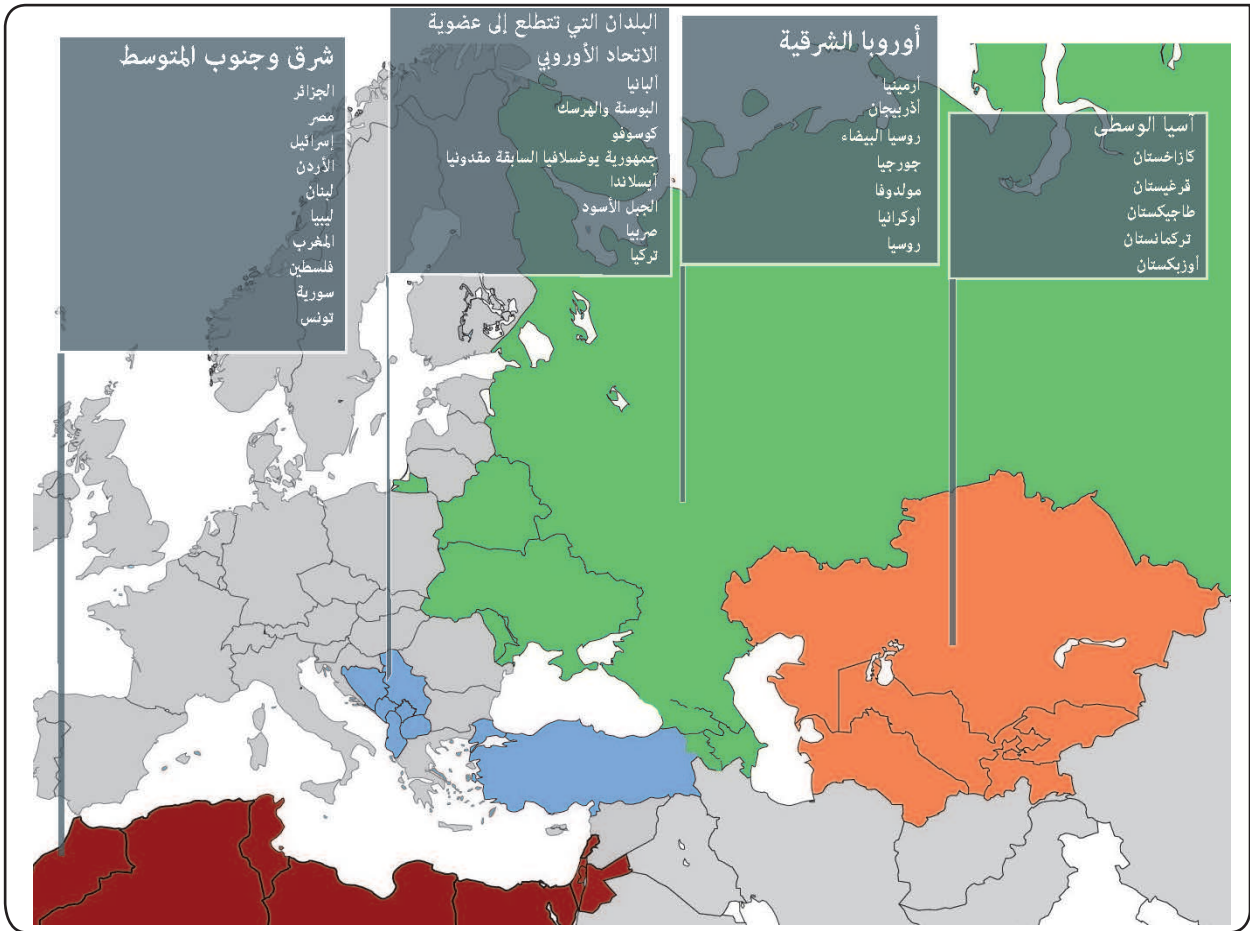 شرق وجنوب المتوسط
الجزائر
مصر
إسرائيل
الأردن
لبنان
ليبيا
المغرب
فلسطين
سورية
تونس
البلدان التي تتطلع إلى عضوية
الاتحاد الأوروبي
ألبانيا
البوسنة والهرسك
كوسوفو
جمهورية يوغسلافيا السابقة مقدونيا
آيسلاندا
الجبل الأسود
صربيا
تركيا
أوروبا الشرقية
أرمينيا
أذربيجان
روسيا البيضاء
جورجيا
مولدوفا
أوكرانيا
روسيا
آسيا الوسطى
كازاخستان
قرغيستان
طاجيكستان
تركمانستان
أوزبكستان